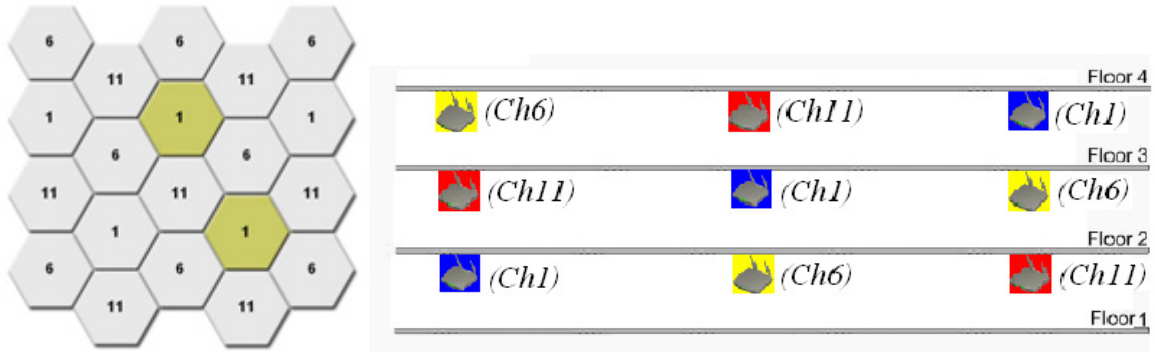 6 6 6
11 11
1 1 1
6 6
11 11 11
1 1
6 6 6
11 11
Floor 4
(Ch6) (Ch11) (Ch1)
Floor 3
(Ch11) (Ch1) (Ch6)
Floor 2
(Ch1) (Ch6) (Ch11)
Floor 1